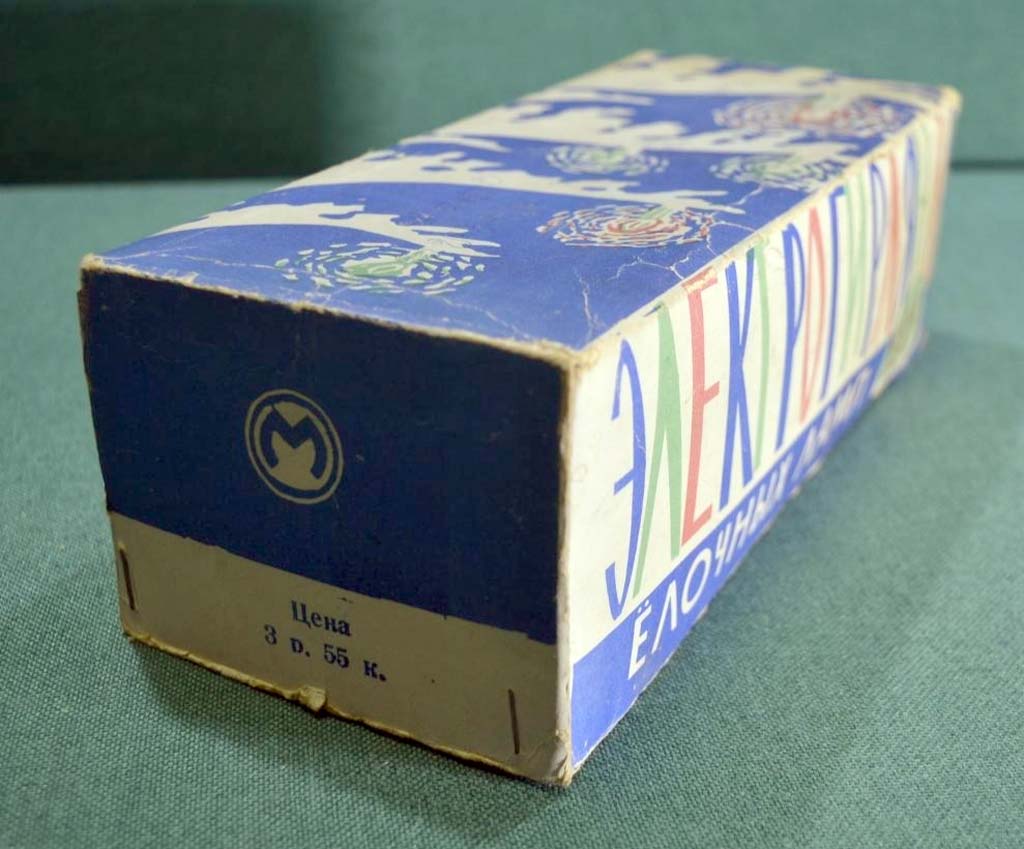 М
Цена
3 р. 55 к.
ЭЛЕКТРОГИРЛЯНДА
ЁЛОЧНЫХ ЛАМП